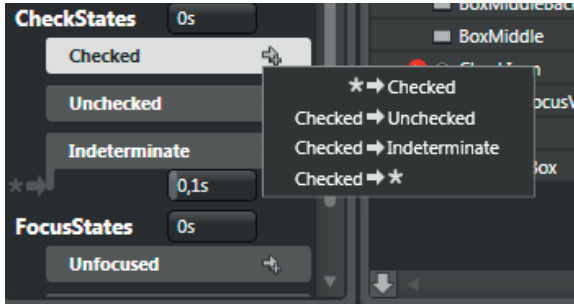 CheckStates 0s
Checked
Unchecked
Indeterminate
* ➡ 0,1s
FocusStates 0s
Unfocused
BoxMiddle
* ➡ Checked
Checked ➡ Unchecked
Checked ➡ Indeterminate
Checked ➡ *